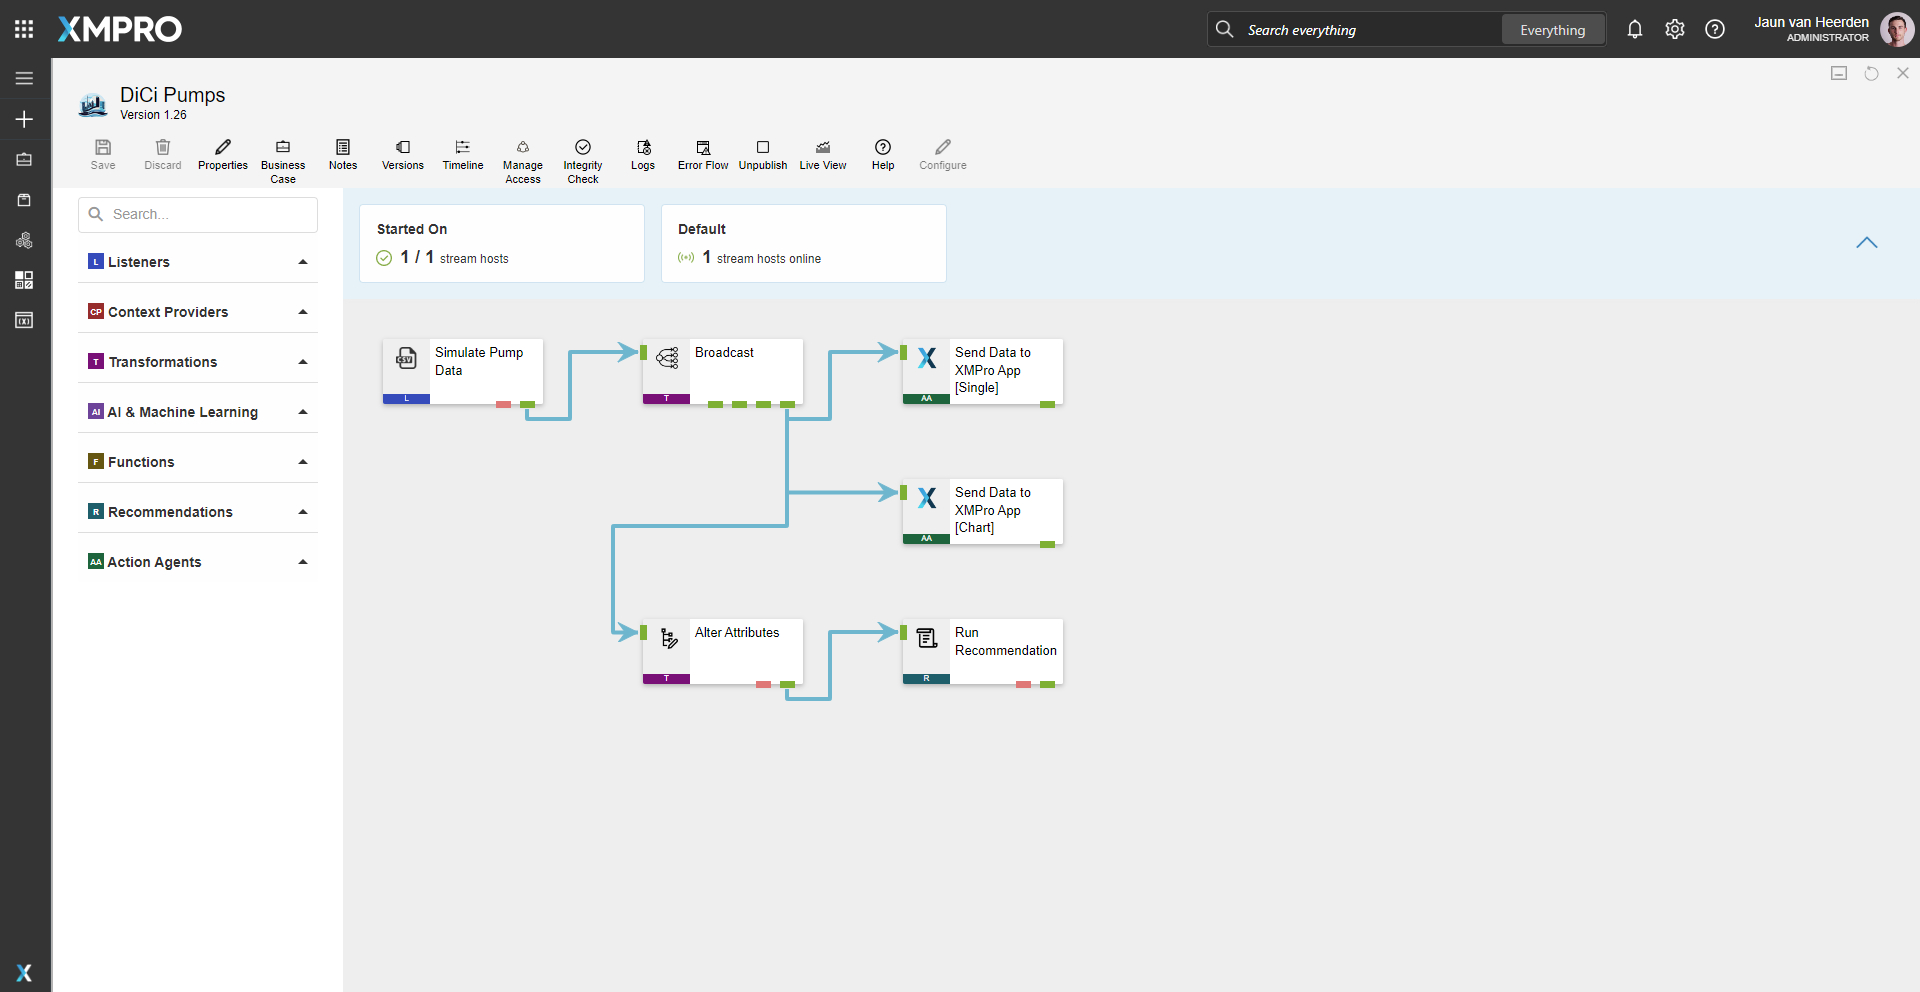 XMPRO
Search everything
Everything
Jaun van Heerden
ADMINISTRATOR
DiCi Pumps
Version 1.26
Save
Discard
Properties
Business
Case
Notes
Versions
Timeline
Manage
Access
Integrity
Check
Logs
Error Flow
Unpublish
Live View
Help
Configure
Search...
L Listeners
CP Context Providers
T Transformations
AI AI & Machine Learning
F Functions
R Recommendations
AA Action Agents
Started On
1 / 1 stream hosts
Default
1 stream hosts online
CSV
Simulate Pump
Data
L
Broadcast
T
Send Data to
XMPro App
[Single]
AA
Send Data to
XMPro App
[Chart]
AA
Alter Attributes
T
Run
Recommendation
R